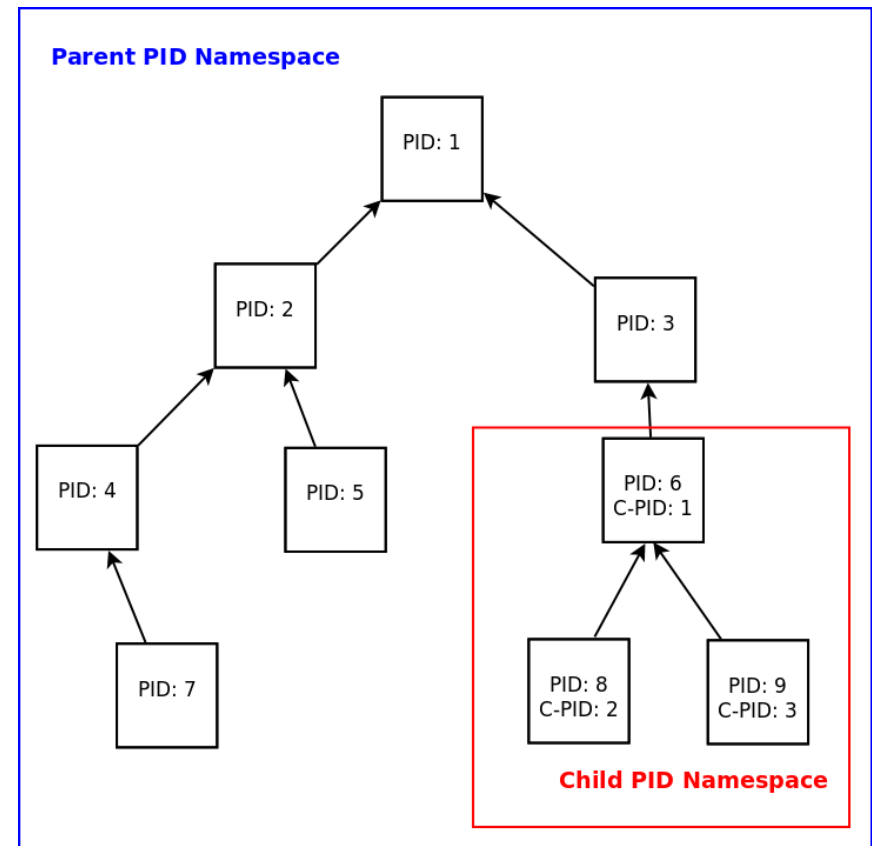 Parent PID Namespace
PID: 1
PID: 2
PID: 3
PID: 4
PID: 5
PID: 6
C-PID: 1
PID: 7
PID: 8
C-PID: 2
PID: 9
C-PID: 3
Child PID Namespace